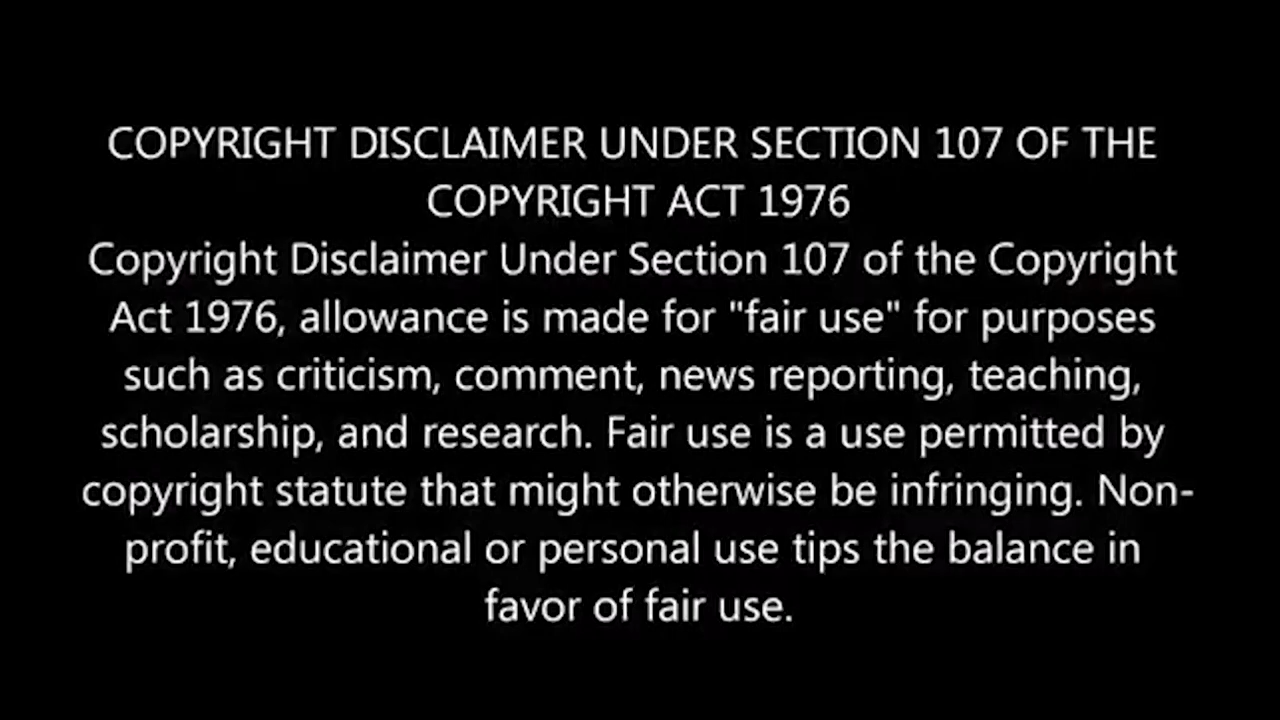 COPYRIGHT DISCLAIMER UNDER SECTION 107 OF THE
COPYRIGHT ACT 1976
Copyright Disclaimer Under Section 107 of the Copyright
Act 1976, allowance is made for "fair use" for purposes
such as criticism, comment, news reporting, teaching,
scholarship, and research. Fair use is a use permitted by
copyright statute that might otherwise be infringing. Non-
profit, educational or personal use tips the balance in
favor of fair use.